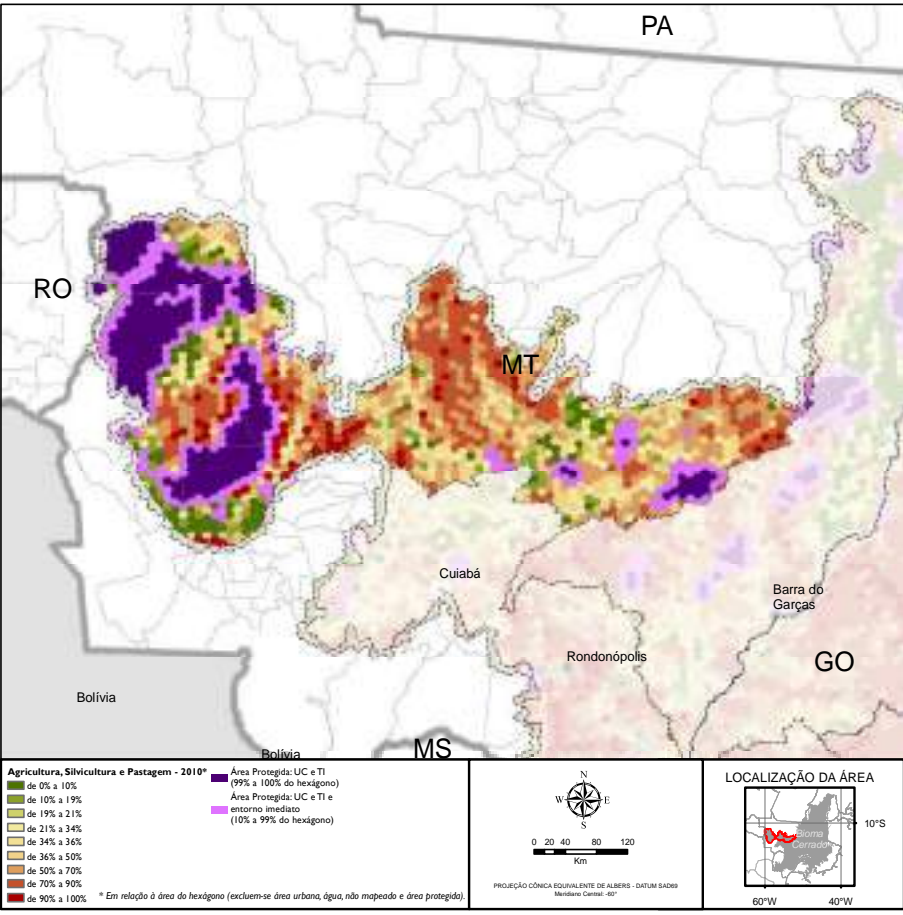 PA
RO
MT
Cuiabá
Barra do
Garças
Rondonópolis
GO
Bolívia
Bolívia
MS
Agricultura, Silvicultura e Pastagem - 2010*
de 0% a 10%
de 10% a 19%
de 19% a 21%
de 21% a 34%
de 34% a 36%
de 36% a 50%
de 50% a 70%
de 70% a 90%
de 90% a 100%
Área Protegida: UC e TI
(99% a 100% do hexágono)
Área Protegida: UC e TI e
entorno imediato
(10% a 99% do hexágono)
* Em relação à área do hexágono (excluem-se área urbana, água, não mapeado e área protegida).
N
W E
S
0 20 40 80 120
Km
PROJEÇÃO CÔNICA EQUIVALENTE DE ALBERS - DATUM SAD69
Meridiano Central: -60°
LOCALIZAÇÃO DA ÁREA
10°S
Bioma
Cerrado
60°W 40°W